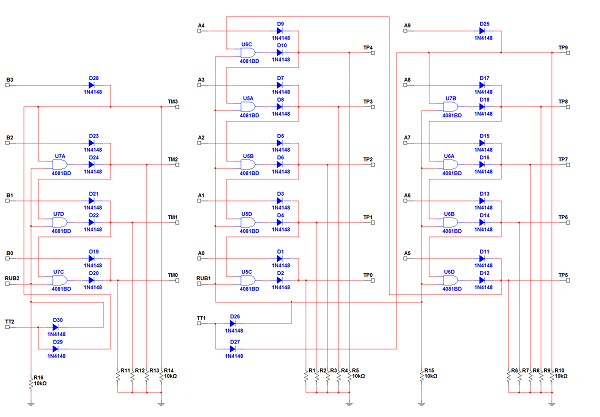 A4
D9
1N4148
A9
D25
1N4148
U6C
4081BD
D10
1N4148
TP4
TP9
B3
D28
1N4148
A3
D7
1N4148
A8
D17
1N4148
TM3
U5A
4081BD
D8
1N4148
TP3
U7B
4081BD
D18
1N4148
TP8
B2
D23
1N4148
A2
D5
1N4148
A7
D15
1N4148
U7A
4081BD
D24
1N4148
TM2
U5B
4081BD
D6
1N4148
TP2
U6A
4081BD
D16
1N4148
TP7
B1
D21
1N4148
A1
D3
1N4148
A6
D13
1N4148
U7D
4081BD
D22
1N4148
TM1
U5D
4081BD
D4
1N4148
TP1
U6B
4081BD
D14
1N4148
TP6
B0
D19
1N4148
A0
D1
1N4148
A5
D11
1N4148
RUB2
U7C
4081BD
D20
1N4148
TM0
RUB1
U5C
4081BD
D2
1N4148
TP0
U6D
4081BD
D12
1N4148
TP5
TT2
D30
1N4148
D29
1N4148
TT1
D26
1N4148
D27
1N4148
R16
10kΩ
R11 R12 R13 R14
10kΩ
R1 R2 R3 R4 R5
10kΩ
R15
10kΩ
R6 R7 R8 R9 R10
10kΩ